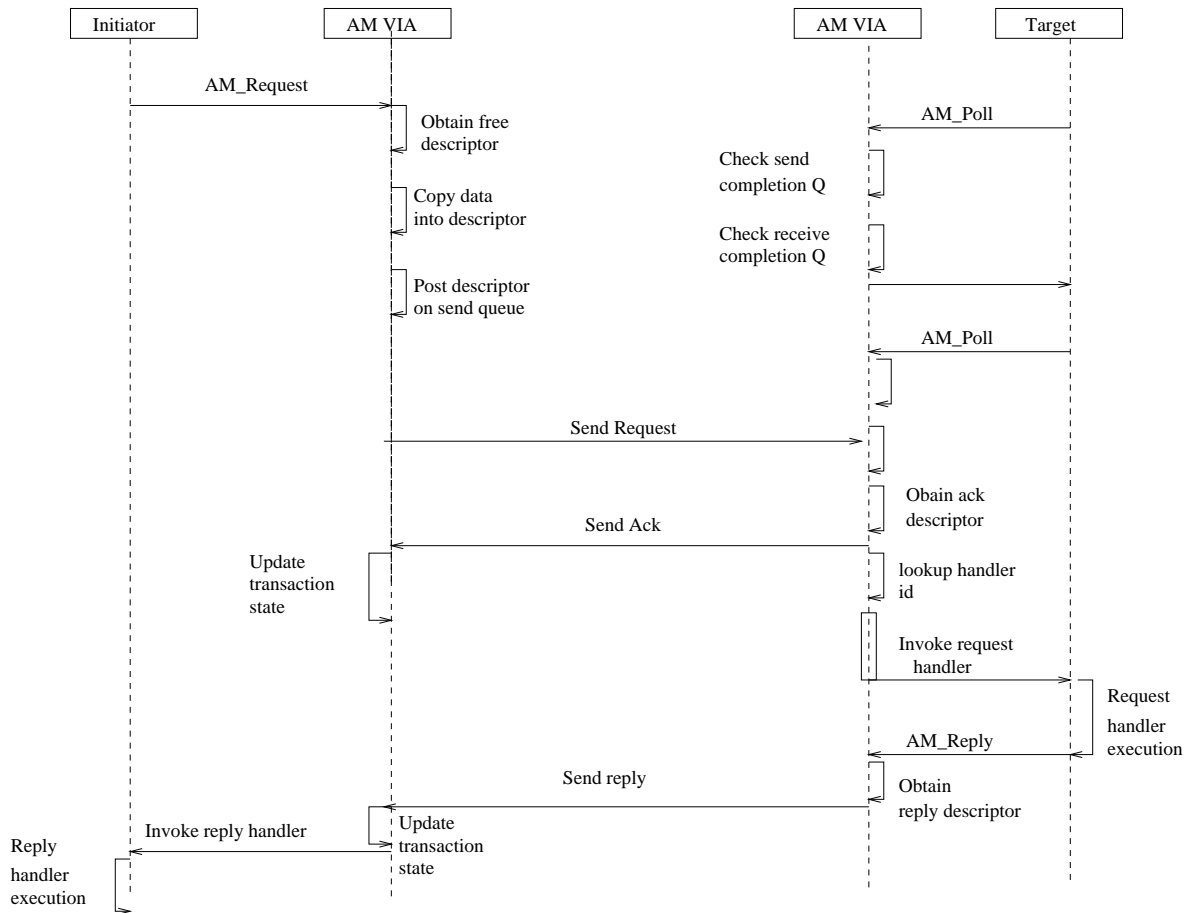 Initiator
AM VIA
AM VIA
Target
AM_Request
AM_Poll
Obtain free
descriptor
Check send
completion Q
Copy data
into descriptor
Check receive
completion Q
Post descriptor
on send queue
AM_Poll
Send Request
Obain ack
descriptor
Send Ack
Update
transaction
state
lookup handler
id
Invoke request
handler
Request
handler
execution
AM_Reply
Send reply
Obtain
reply descriptor
Update
transaction
state
Invoke reply handler
Reply
handler
execution